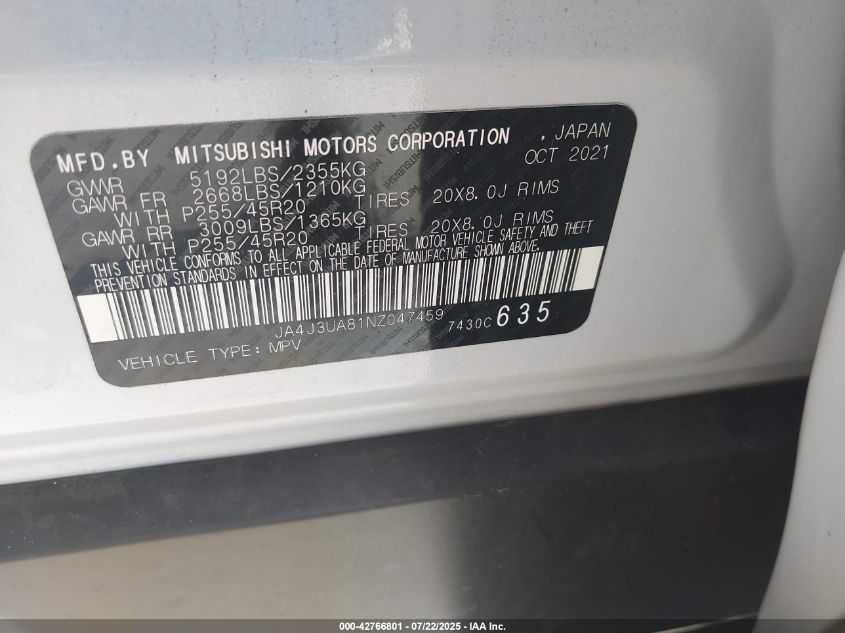 MFD.BY MITSUBISHI MOTORS CORPORATION . JAPAN
OCT 2021
GVWR 5192LBS/2355KG
GAWR FR 2668LBS/1210KG
WITH P255/45R20 TIRES 20X8.0J RIMS
GAWR RR 3009LBS/1365KG
WITH P255/45R20 TIRES 20X8.0J RIMS
THIS VEHICLE CONFORMS TO ALL APPLICABLE FEDERAL MOTOR VEHICLE SAFETY AND THEFT
PREVENTION STANDARDS IN EFFECT ON THE DATE OF MANUFACTURE SHOWN ABOVE.
JA4J3UA81NZ047459 7430C 635
VEHICLE TYPE: MPV
000-42766801 / 07/22/2025 - IAA Inc.